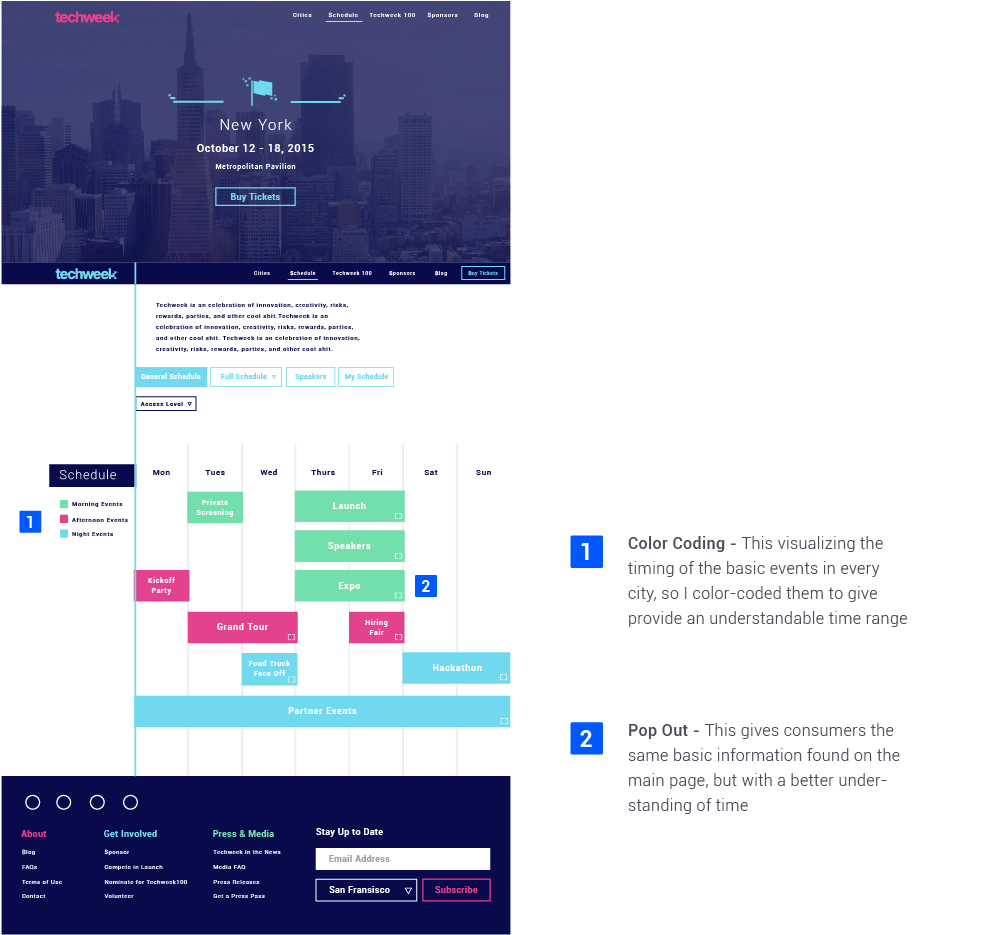 techweek
Cities Schedule Techweek 100 Sponsors Blog
New York
October 12 - 18, 2015
Metropolitan Pavilion
Buy Tickets
techweek
Cities Schedule Techweek 100 Sponsors Blog Buy Tickets
Techweek is an celebration of innovation, creativity, risks,
rewards, parties, and other cool shit.Techweek is an
celebration of innovation, creativity, risks, rewards, parties,
and other cool shit. Techweek is an celebration of innovation,
creativity, risks, rewards, parties, and other cool shit.
General Schedule Full Schedule Speakers My Schedule
Access Level
Schedule Mon Tues Wed Thurs Fri Sat Sun
Morning Events
Afternoon Events
Night Events
1
Private
Screening
Launch
Speakers
Kickoff
Party
Expo
2
Grand Tour
Hiring
Fair
Food Truck
Face Off
Hackathon
Partner Events
About
Blog
FAQs
Terms of Use
Contact
Get Involved
Sponsor
Compete in Launch
Nominate for Techweek100
Volunteer
Press & Media
Techweek in the News
Media FAQ
Press Releases
Get a Press Pass
Stay Up to Date
Email Address
San Fransisco Subscribe
1
Color Coding - This visualizing the
timing of the basic events in every
city, so I color-coded them to give
provide an understandable time range
2
Pop Out - This gives consumers the
same basic information found on the
main page, but with a better under-
standing of time